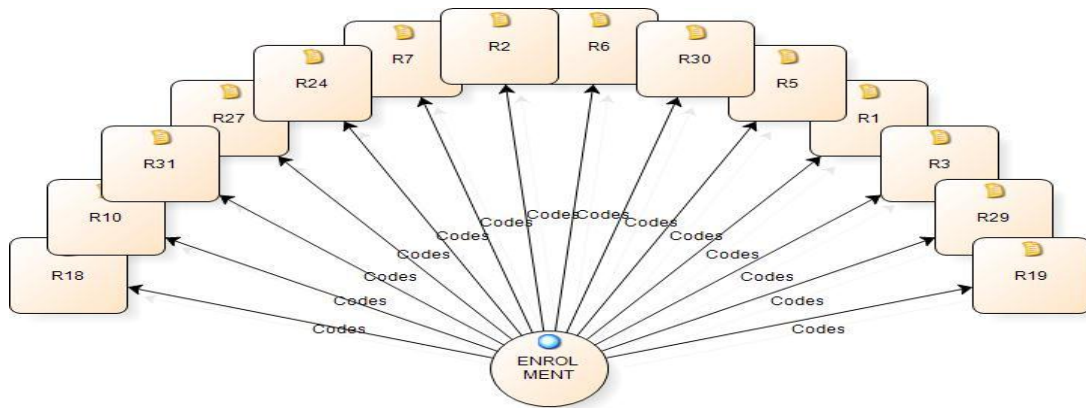 R2
R6
R7
R30
R24
R5
R27
R1
R31
R3
R10
R29
R18
R19
Codes
Codes
Codes
Codes
Codes
Codes
Codes
Codes
Codes
Codes
Codes
Codes
Codes
Codes
ENROL
MENT